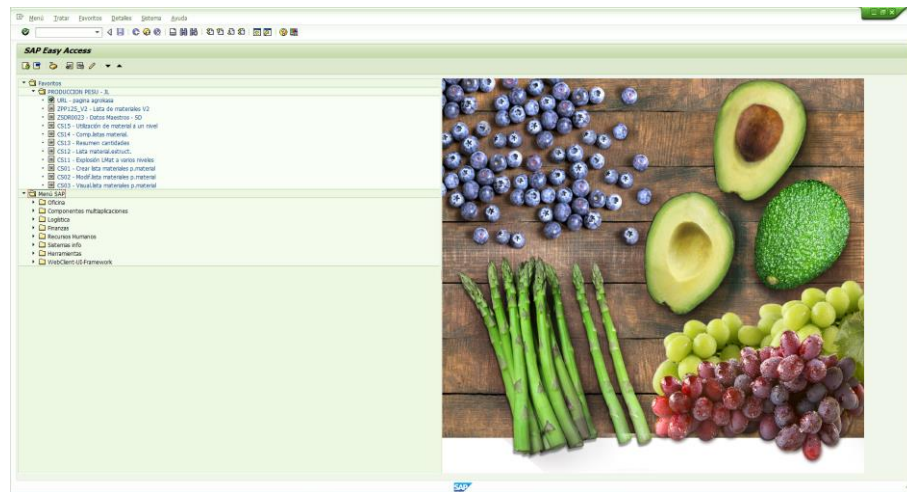 Menú Tratar Favoritos Detalles Sistema Ayuda
SAP Easy Access
Favoritos
PRODUCCION PESU - JL
URL - pagina agrokasa
ZPP125_V2 - Lista de materiales V2
ZSDR0023 - Datos Maestros - SD
CS15 - Utilización de material a un nivel
CS14 - Comp.listas material.
CS13 - Resumen cantidades
CS12 - Lista material.estruct.
CS11 - Explosión LMat a varios niveles
CS01 - Crear lista materiales p.material
CS02 - Modif.lista materiales p.material
CS03 - Visual.lista materiales p.material
Menú SAP
Oficina
Componentes multiaplicaciones
Logística
Finanzas
Recursos Humanos
Sistemas info
Herramientas
WebClient-UI-Framework
SAP